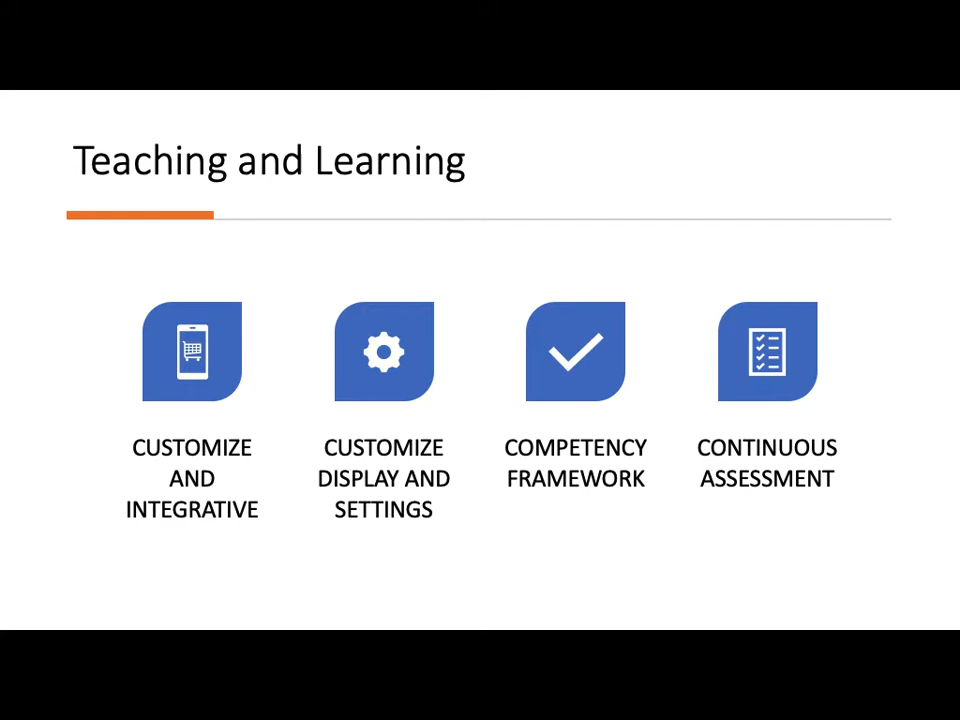 Teaching and Learning
CUSTOMIZE
AND
INTEGRATIVE
CUSTOMIZE
DISPLAY AND
SETTINGS
COMPETENCY
FRAMEWORK
CONTINUOUS
ASSESSMENT